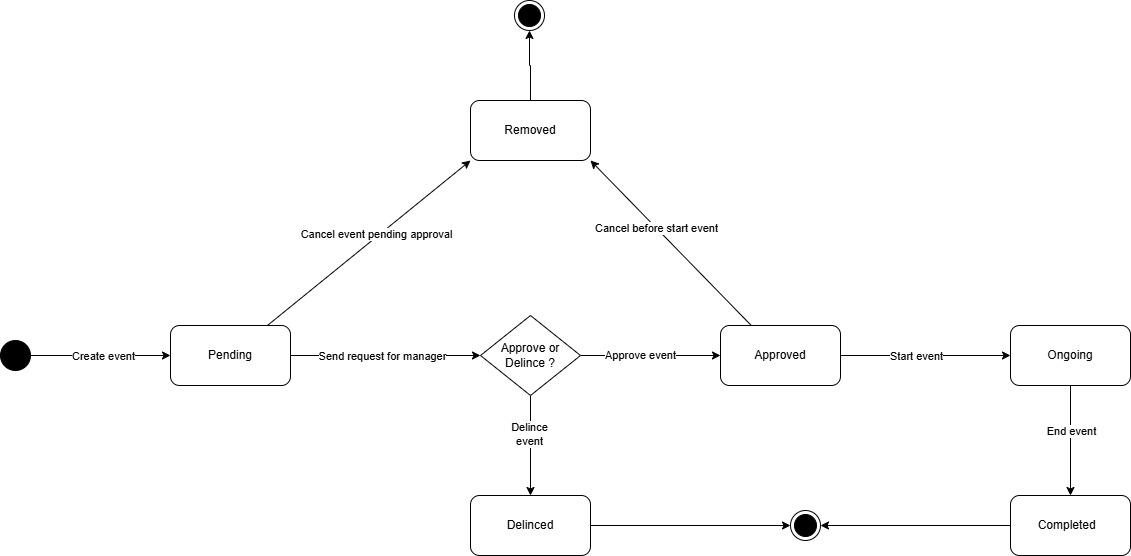 Removed
Cancel event pending approval
Cancel before start event
Create event
Pending
Send request for manager
Approve or
Delince ?
Approve event
Approved
Start event
Ongoing
Delince
event
End event
Delinced
Completed